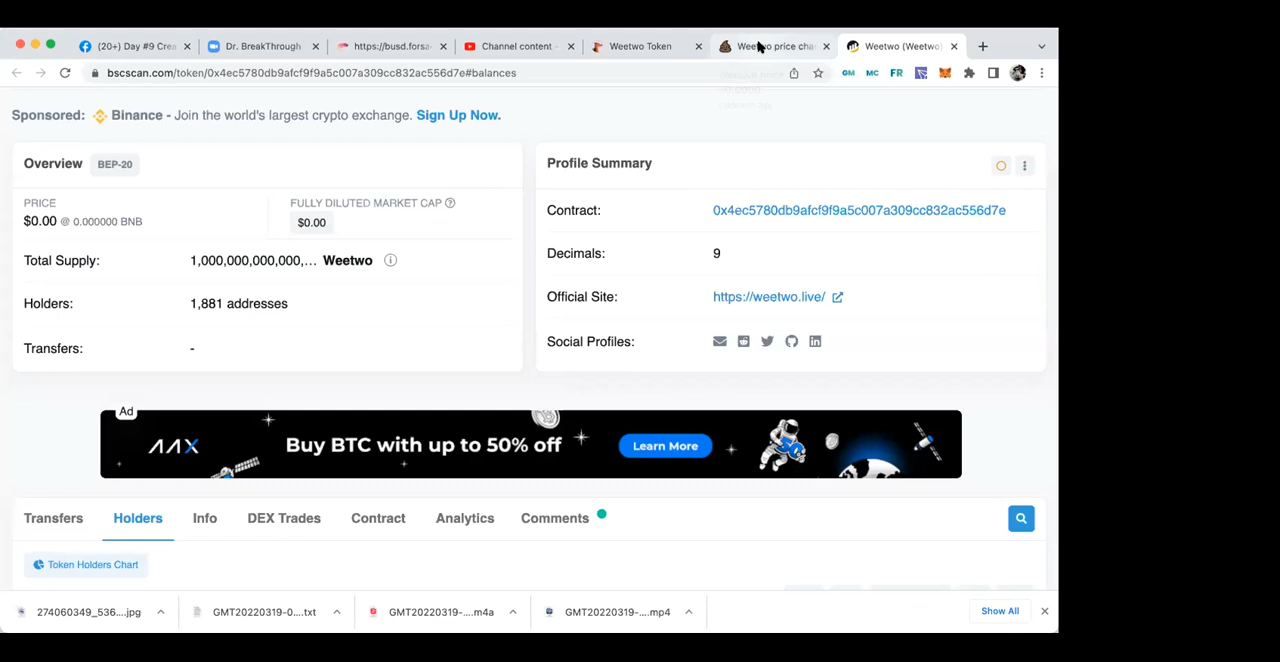 (20+) Day #9 Crea
Dr. BreakThrough
https://busd.forsa
Channel content
Weetwo Token
Weetwo price cha
Weetwo (Weetwo)
bscscan.com/token/0x4ec5780db9afcf9f9a5c007a309cc832ac556d7e#balances
GM MC FR
Sponsored: Binance - Join the world's largest crypto exchange. Sign Up Now.
Overview BEP-20
PRICE
$0.00 @ 0.000000 BNB
FULLY DILUTED MARKET CAP
$0.00
Total Supply: 1,000,000,000,000,... Weetwo
Holders: 1,881 addresses
Transfers: -
Profile Summary
Contract: 0x4ec5780db9afcf9f9a5c007a309cc832ac556d7e
Decimals: 9
Official Site: https://weetwo.live/
Social Profiles:
Ad
AAX Buy BTC with up to 50% off Learn More
Transfers Holders Info DEX Trades Contract Analytics Comments
Token Holders Chart
274060349_536....jpg
GMT20220319-0....txt
GMT20220319-....m4a
GMT20220319-....mp4
Show All